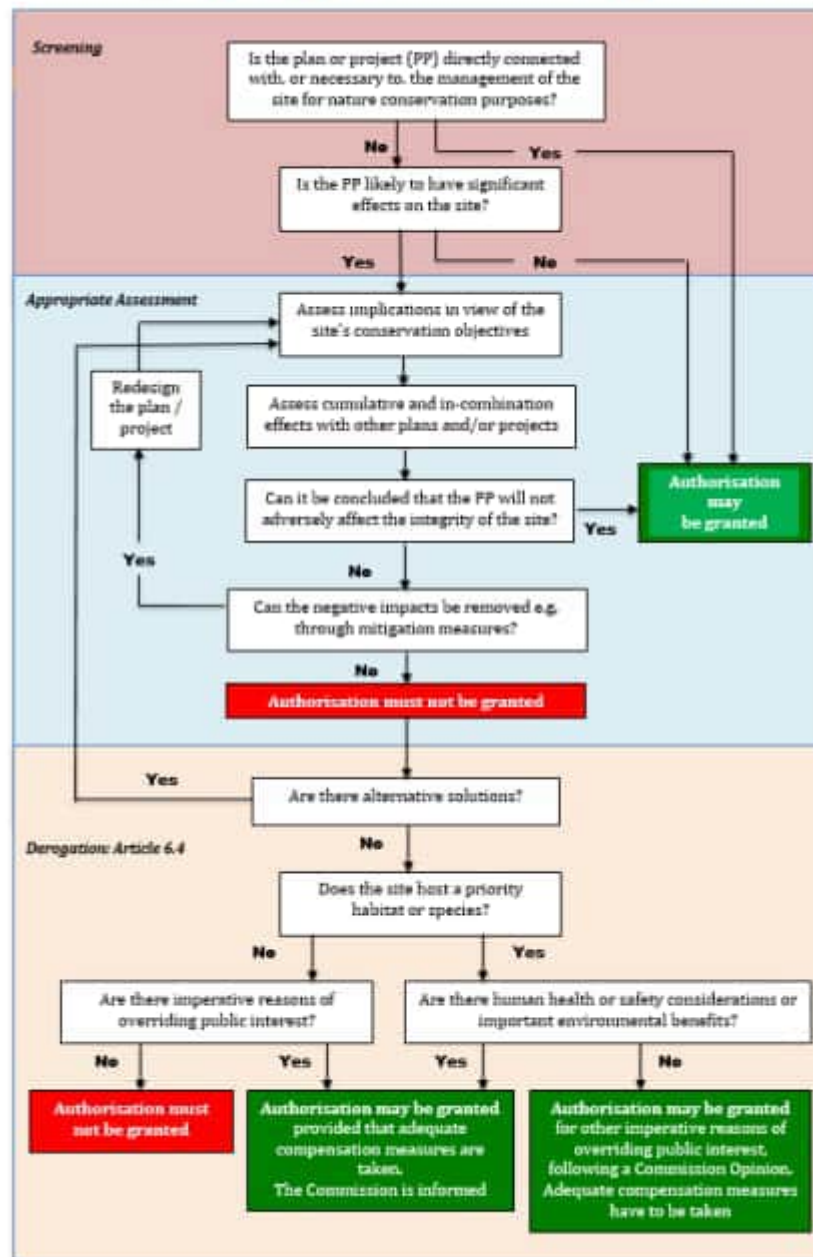 Screening
Is the plan or project (PP) directly connected
with, or necessary to, the management of the
site for nature conservation purposes?
No
Yes
Is the PP likely to have significant
effects on the site?
Yes
No
Appropriate Assessment
Assess implications in view of the
site's conservation objectives
Redesign
the plan /
project
Assess cumulative and in-combination
effects with other plans and/or projects
Can it be concluded that the PP will not
adversely affect the integrity of the site?
Yes
Authorisation
may
be granted
Yes
No
Can the negative impacts be removed e.g.
through mitigation measures?
No
Authorisation must not be granted
Yes
Are there alternative solutions?
No
Derogation: Article 6.4
Does the site host a priority
habitat or species?
No
Yes
Are there imperative reasons of
overriding public interest?
Are there human health or safety considerations or
important environmental benefits?
No
Yes
Yes
No
Authorisation must
not be granted
Authorisation may be granted
provided that adequate
compensation measures are
taken.
The Commission is informed
Authorisation may be granted
for other imperative reasons of
overriding public interest,
following a Commission Opinion.
Adequate compensation measures
have to be taken